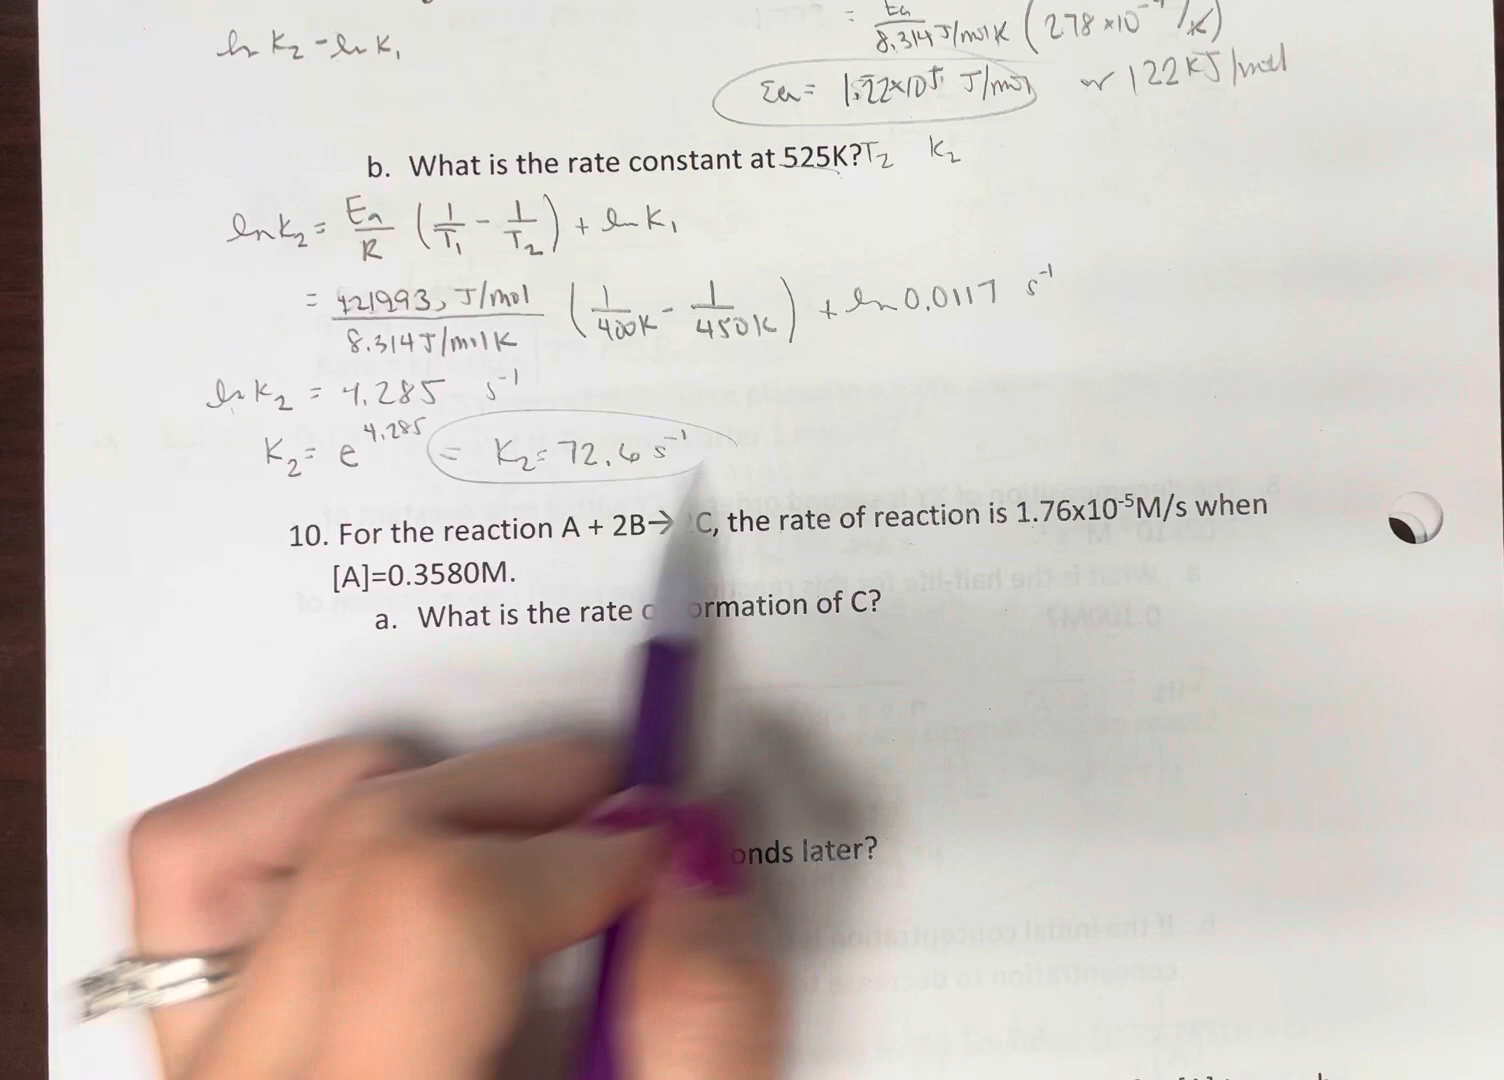 ln K₂ - ln K₁
= Ea / 8.314 J/mol K (2.78 x10⁻⁴/K)
Ea = 1.22x10⁵ J/mol or 122 KJ/mol
b. What is the rate constant at 525K? T₂ K₂
ln K₂ = Ea/R (1/T₁ - 1/T₂) + ln K₁
= 121993. J/mol / 8.314 J/mol K (1/400K - 1/450K) + ln 0.0117 s⁻¹
ln K₂ = 4.285 s⁻¹
K₂ = e^4.285 = K₂ = 72.6 s⁻¹
10. For the reaction A + 2B→ C, the rate of reaction is 1.76x10⁻⁵M/s when
[A]=0.3580M.
a. What is the rate ormation of C?
onds later?